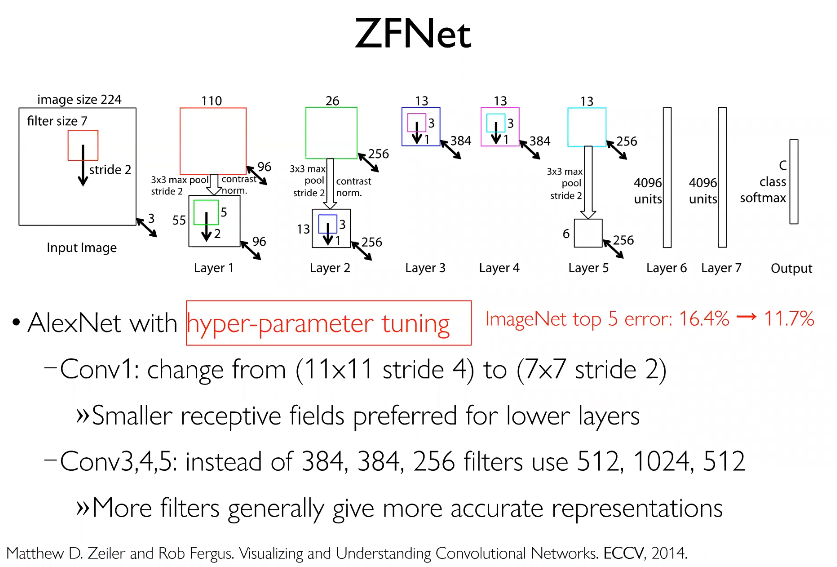 ZFNet
image size 224
filter size 7
stride 2
3
Input Image
110
96
3x3 max pool
stride 2
contrast
norm.
55
5
2
96
Layer 1
26
256
3x3 max
pool
stride 2
contrast
norm.
13
3
1
256
Layer 2
13
3
1
384
Layer 3
13
3
1
384
Layer 4
13
256
3x3 max
pool
stride 2
6
256
Layer 5
4096
units
Layer 6
4096
units
Layer 7
C
class
softmax
Output
• AlexNet with hyper-parameter tuning
ImageNet top 5 error: 16.4% → 11.7%
–Conv1: change from (11x11 stride 4) to (7x7 stride 2)
»Smaller receptive fields preferred for lower layers
–Conv3,4,5: instead of 384, 384, 256 filters use 512, 1024, 512
»More filters generally give more accurate representations
Matthew D. Zeiler and Rob Fergus. Visualizing and Understanding Convolutional Networks. ECCV, 2014.